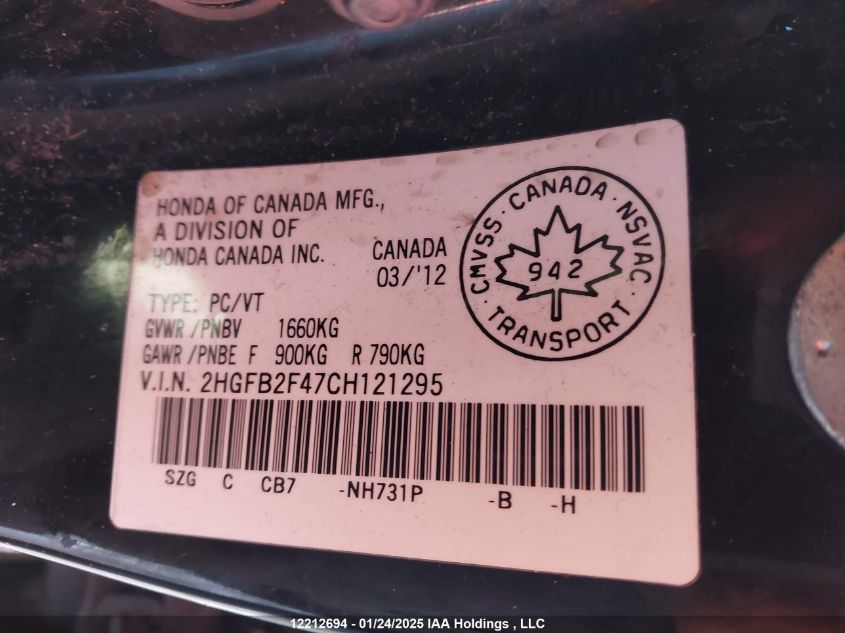 HONDA OF CANADA MFG.,
A DIVISION OF
HONDA CANADA INC.
CANADA
03/'12
CMVSS · CANADA · NSVAC · TRANSPORT ·
942
TYPE: PC/VT
GVWR /PNBV 1660KG
GAWR /PNBE F 900KG R 790KG
V.I.N. 2HGFB2F47CH121295
SZG C CB7 -NH731P -B -H
12212694 - 01/24/2025 IAA Holdings , LLC